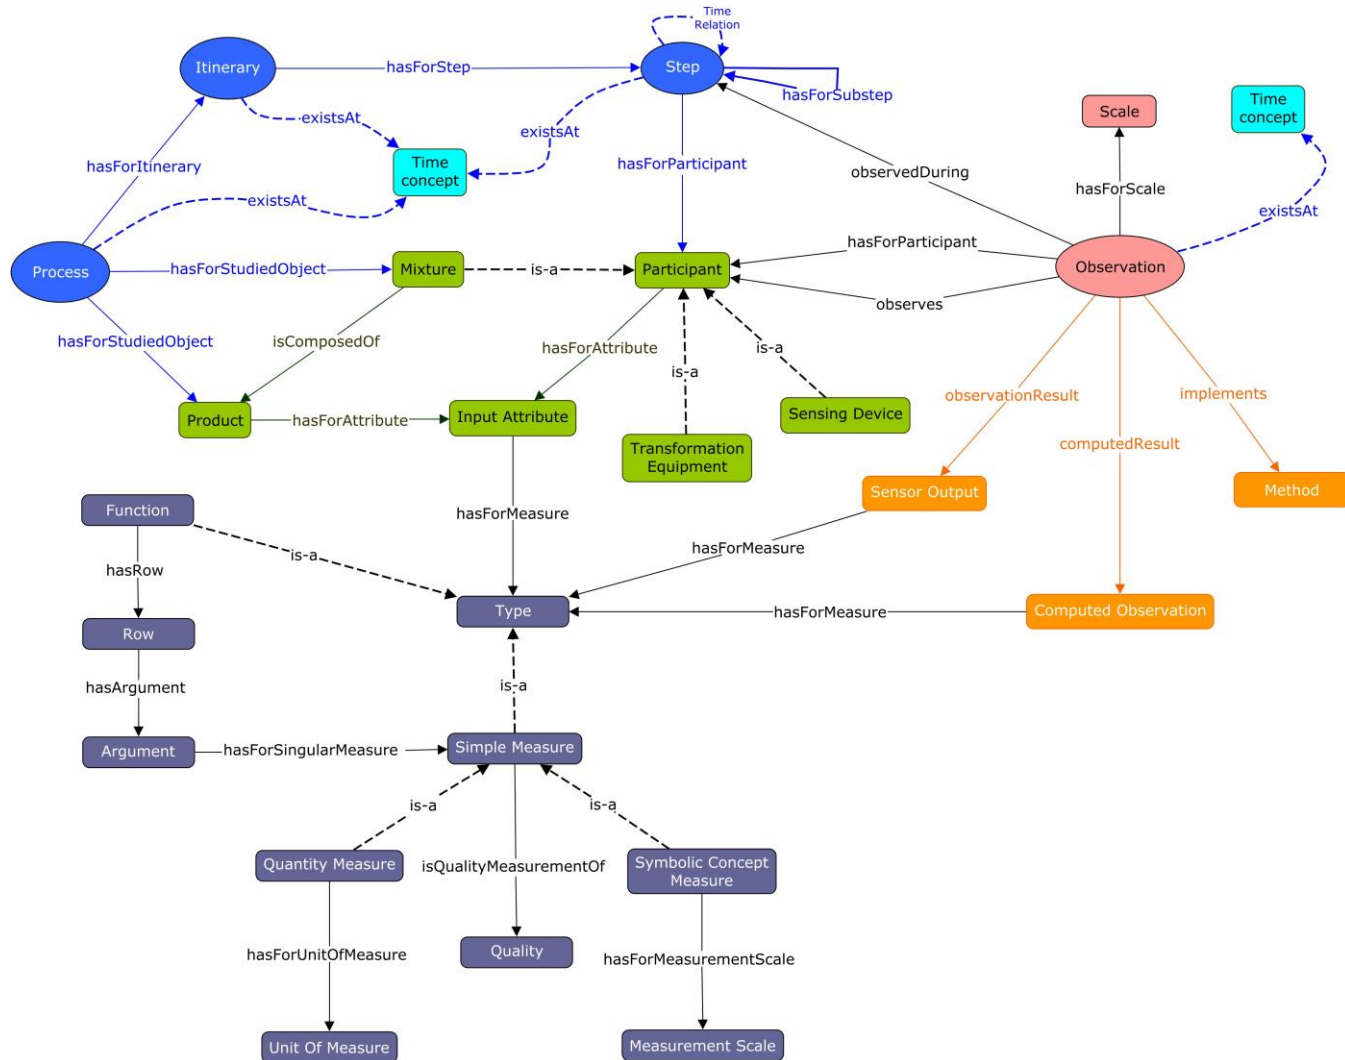 Time
Relation
Itinerary
hasForStep
Step
hasForSubstep
Scale
Time
concept
existsAt
existsAt
Time
concept
hasForItinerary
hasForParticipant
observedDuring
hasForScale
existsAt
existsAt
hasForParticipant
Process
hasForStudiedObject
Mixture
is-a
Participant
Observation
observes
hasForStudiedObject
isComposedOf
hasForAttribute
is-a
is-a
observationResult
implements
Product
hasForAttribute
Input Attribute
Sensing Device
computedResult
Transformation
Equipment
Sensor Output
Method
Function
hasForMeasure
hasForMeasure
is-a
hasRow
Type
hasForMeasure
Computed Observation
Row
hasArgument
is-a
Argument
hasForSingularMeasure
Simple Measure
is-a
is-a
Quantity Measure
isQualityMeasurementOf
Symbolic Concept
Measure
hasForUnitOfMeasure
Quality
hasForMeasurementScale
Unit Of Measure
Measurement Scale